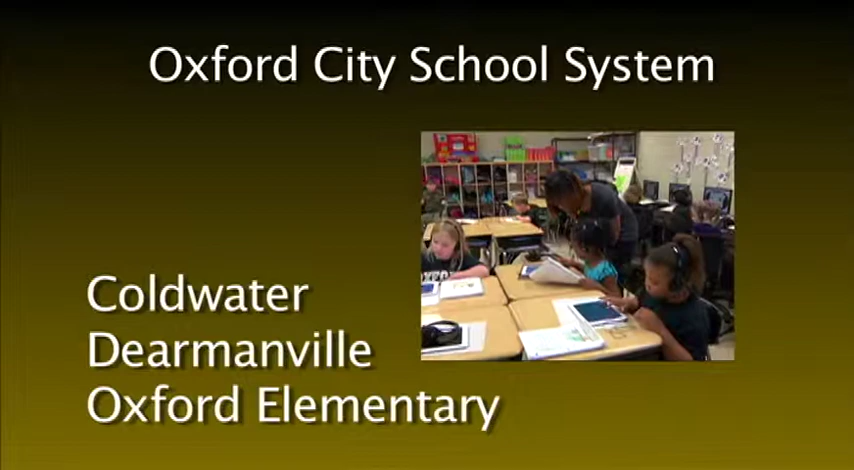 Oxford City School System
Coldwater
Dearmanville
Oxford Elementary